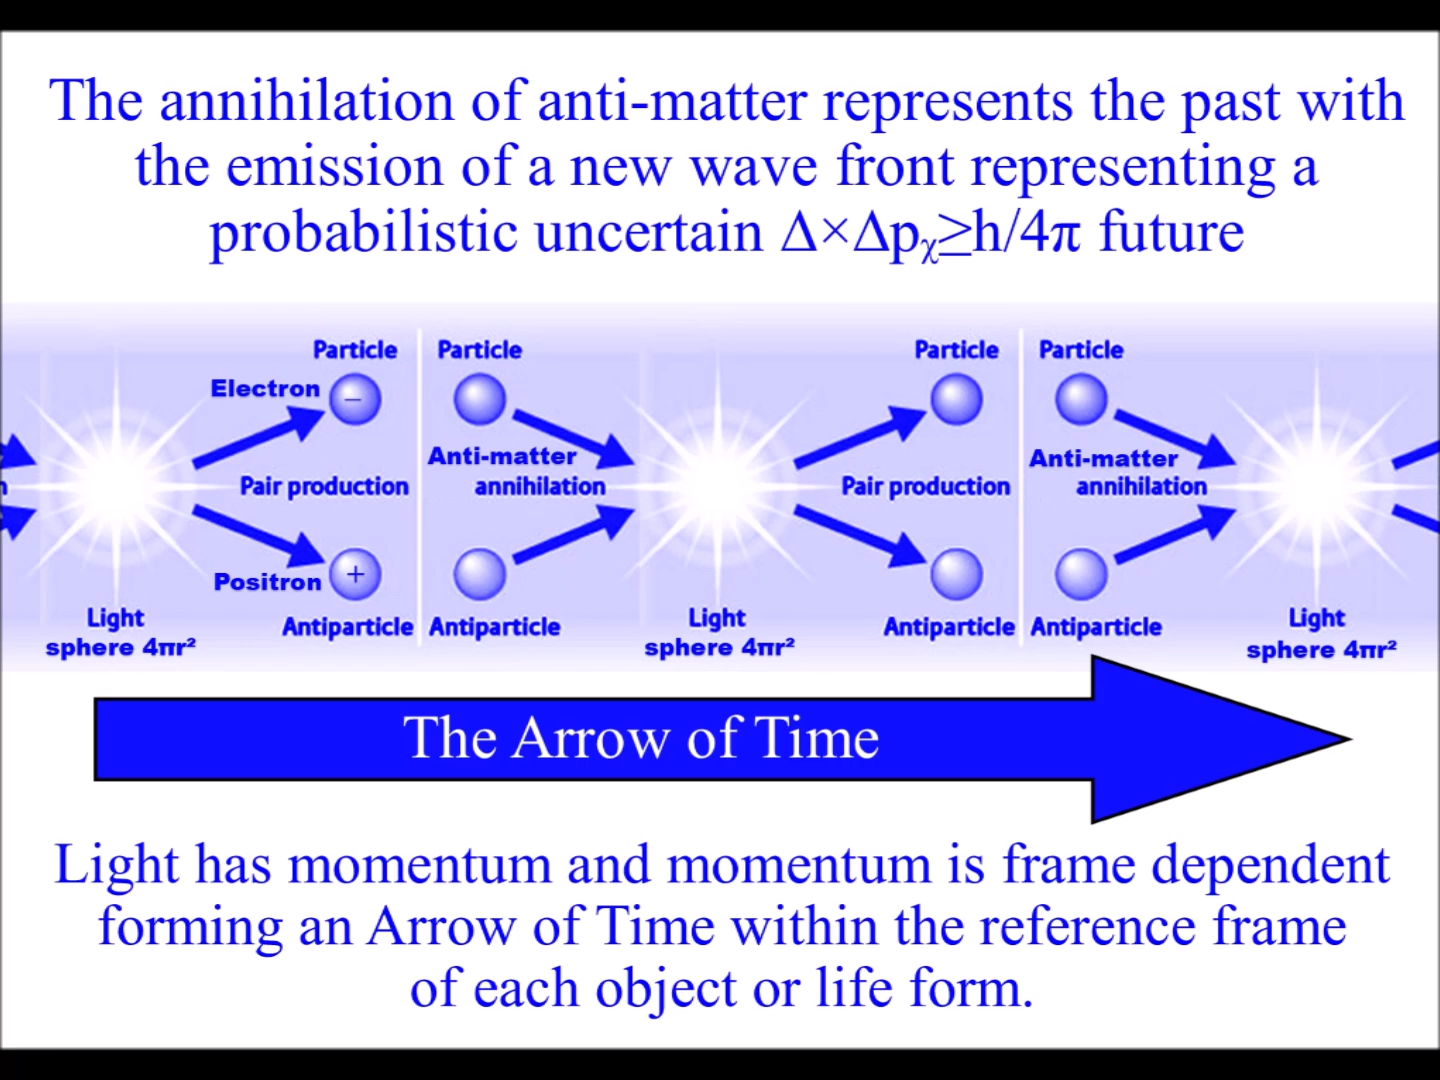 The annihilation of anti-matter represents the past with
the emission of a new wave front representing a
probabilistic uncertain Δ×Δpᵪ≥h/4π future
Particle Particle Particle Particle
Electron
−
Anti-matter Anti-matter
Pair production annihilation Pair production annihilation
Positron +
Light Antiparticle Antiparticle Light Antiparticle Antiparticle Light
sphere 4πr² sphere 4πr² sphere 4πr²
The Arrow of Time
Light has momentum and momentum is frame dependent
forming an Arrow of Time within the reference frame
of each object or life form.